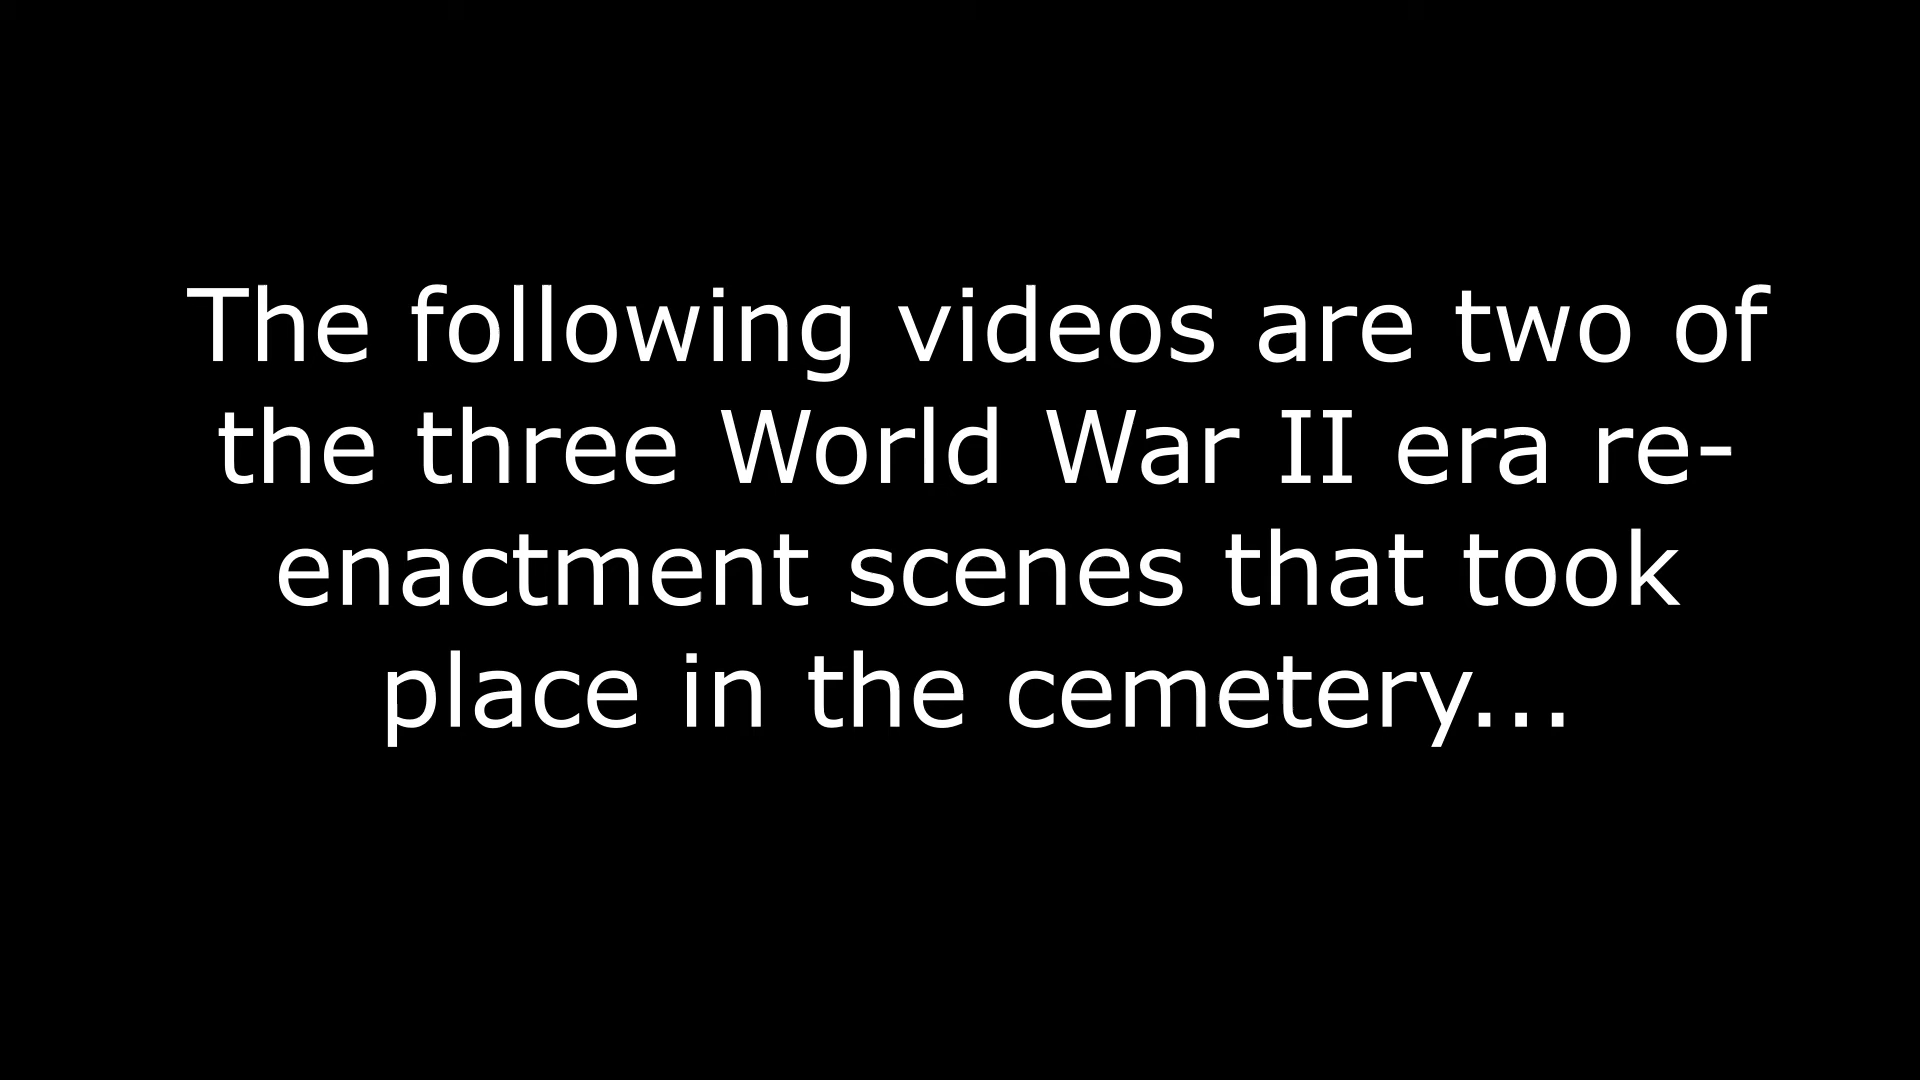 The following videos are two of
the three World War II era re-
enactment scenes that took
place in the cemetery...